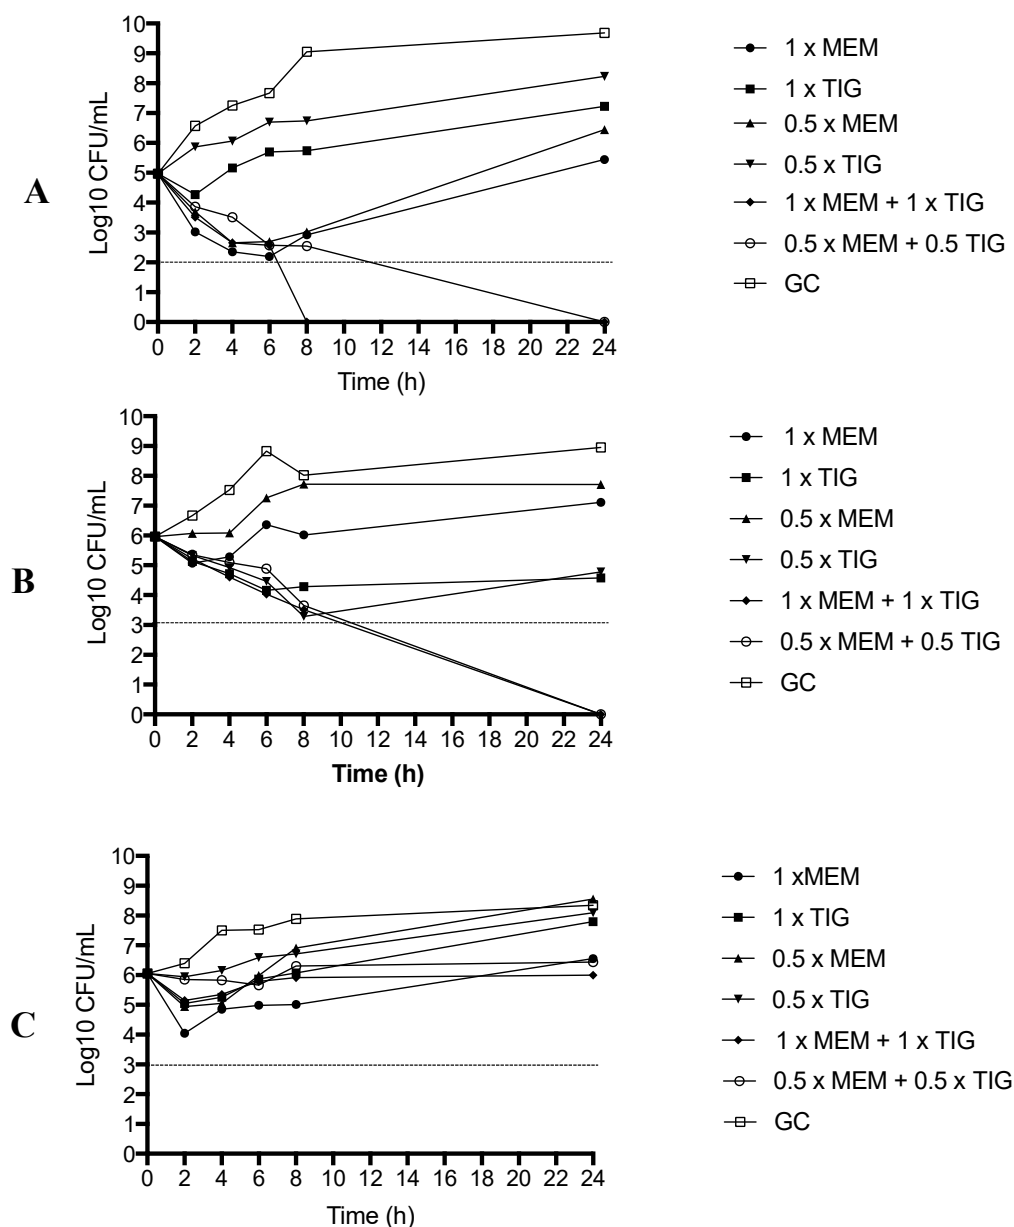 A
Log10 CFU/mL
10
9
8
7
6
5
4
3
2
1
0
0 2 4 6 8 10 12 14 16 18 20 22 24
Time (h)
1 x MEM
1 x TIG
0.5 x MEM
0.5 x TIG
1 x MEM + 1 x TIG
0.5 x MEM + 0.5 TIG
GC
B
Log10 CFU/mL
10
9
8
7
6
5
4
3
2
1
0
0 2 4 6 8 10 12 14 16 18 20 22 24
Time (h)
1 x MEM
1 x TIG
0.5 x MEM
0.5 x TIG
1 x MEM + 1 x TIG
0.5 x MEM + 0.5 TIG
GC
C
Log10 CFU/mL
10
9
8
7
6
5
4
3
2
1
0
0 2 4 6 8 10 12 14 16 18 20 22 24
Time (h)
1 xMEM
1 x TIG
0.5 x MEM
0.5 x TIG
1 x MEM + 1 x TIG
0.5 x MEM + 0.5 x TIG
GC